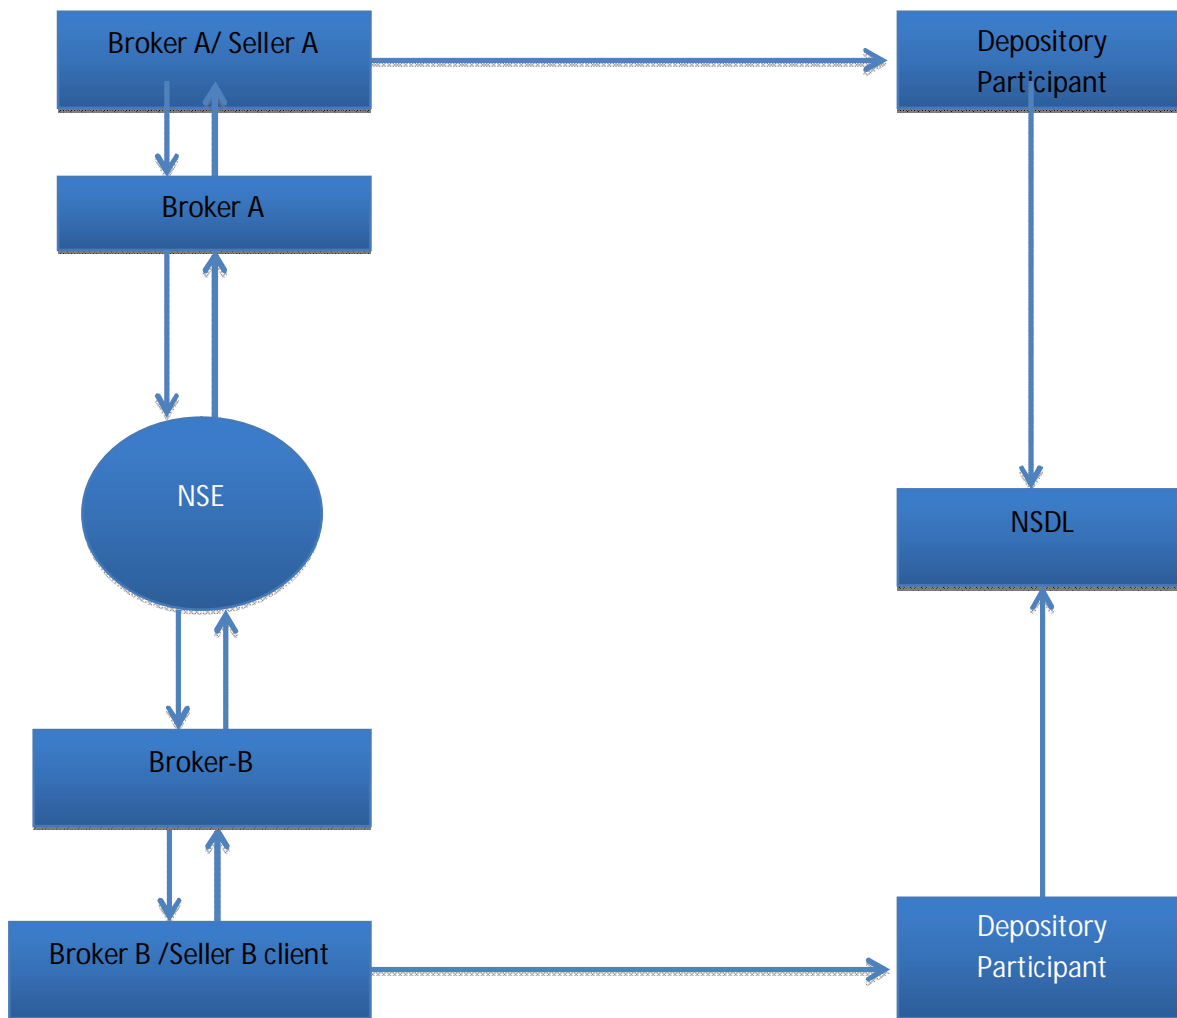 Broker A/ Seller A
Depository
Participant
Broker A
NSE
NSDL
Broker-B
Broker B /Seller B client
Depository
Participant